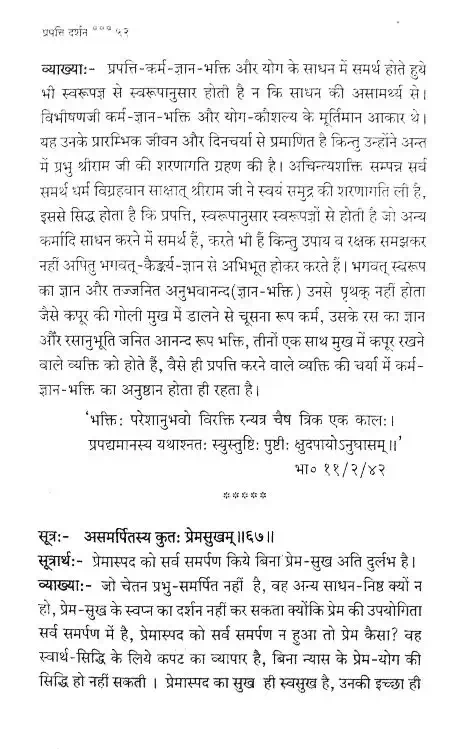 प्रपत्ति दर्शन °°° ५२
व्याख्या:- प्रपत्ति-कर्म-ज्ञान-भक्ति और योग के साधन में समर्थ होते हुये
भी स्वरूपज्ञ से स्वरूपानुसार होती है न कि साधन की असामर्थ्य से।
विभीषणजी कर्म-ज्ञान-भक्ति और योग-कौशल्य के मूर्तिमान आकार थे।
यह उनके प्रारम्भिक जीवन और दिनचर्या से प्रमाणित है किन्तु उन्होंने अन्त
में प्रभु श्रीराम जी की शरणागति ग्रहण की है। अचिन्त्यशक्ति सम्पन्न सर्व
समर्थ धर्म विग्रहवान साक्षात् श्रीराम जी ने स्वयं समुद्र की शरणागति ली है,
इससे सिद्ध होता है कि प्रपत्ति, स्वरूपानुसार स्वरूपज्ञों से होती है जो अन्य
कर्मादि साधन करने में समर्थ हैं, करते भी हैं किन्तु उपाय व रक्षक समझकर
नहीं अपितु भगवत्-कैङ्कर्य-ज्ञान से अभिभूत होकर करते हैं। भगवत् स्वरूप
का ज्ञान और तज्जनित अनुभवानन्द(ज्ञान-भक्ति) उनसे पृथक् नहीं होता
जैसे कपूर की गोली मुख में डालने से चूसना रूप कर्म, उसके रस का ज्ञान
और रसानुभूति जनित आनन्द रूप भक्ति, तीनों एक साथ मुख में कपूर रखने
वाले व्यक्ति को होते हैं, वैसे ही प्रपत्ति करने वाले व्यक्ति की चर्या में कर्म-
ज्ञान-भक्ति का अनुष्ठान होता ही रहता है।
'भक्ति: परेशानुभवो विरक्ति रन्यत्र चैष त्रिक एक काल:।
प्रपद्यमानस्य यथाश्नतः स्युस्तुष्टि: पुष्टी: क्षुदपायोऽनुघासम्॥'
भा० ११/२/४२
*****
सूत्र:- असमर्पितस्य कुत: प्रेमसुखम्॥६७॥
सूत्रार्थ:- प्रेमास्पद को सर्व समर्पण किये बिना प्रेम-सुख अति दुर्लभ है।
व्याख्या:- जो चेतन प्रभु-समर्पित नहीं है, वह अन्य साधन-निष्ठ क्यों न
हो, प्रेम-सुख के स्वप्न का दर्शन नहीं कर सकता क्योंकि प्रेम की उपयोगिता
सर्व समर्पण में है, प्रेमास्पद को सर्व समर्पण न हुआ तो प्रेम कैसा? वह
स्वार्थ-सिद्धि के लिये कपट का व्यापार है, बिना न्यास के प्रेम-योग की
सिद्धि हो नहीं सकती । प्रेमास्पद का सुख ही स्वसुख है, उनकी इच्छा ही